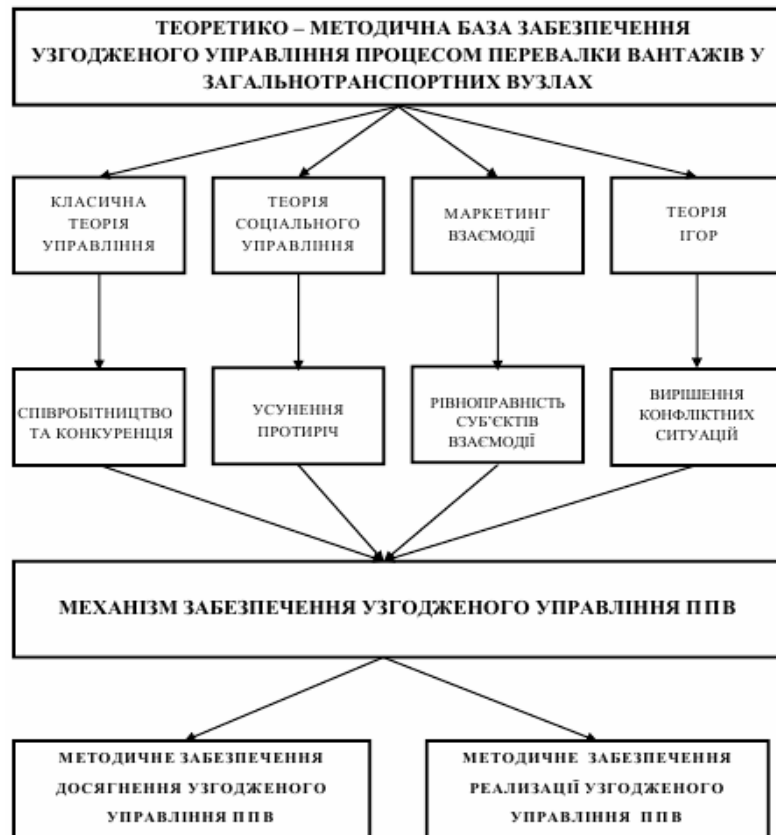 ТЕОРЕТИКО – МЕТОДИЧНА БАЗА ЗАБЕЗПЕЧЕННЯ
УЗГОДЖЕНОГО УПРАВЛІННЯ ПРОЦЕСОМ ПЕРЕВАЛКИ ВАНТАЖІВ У
ЗАГАЛЬНОТРАНСПОРТНИХ ВУЗЛАХ
КЛАСИЧНА
ТЕОРІЯ
УПРАВЛІННЯ
ТЕОРІЯ
СОЦІАЛЬНОГО
УПРАВЛІННЯ
МАРКЕТИНГ
ВЗАЄМОДІЇ
ТЕОРІЯ
ІГОР
СПІВРОБІТНИЦТВО
ТА КОНКУРЕНЦІЯ
УСУНЕННЯ
ПРОТИРІЧ
РІВНОПРАВНІСТЬ
СУБ'ЄКТІВ
ВЗАЄМОДІЇ
ВИРІШЕННЯ
КОНФЛІКТНИХ
СИТУАЦІЙ
МЕХАНІЗМ ЗАБЕЗПЕЧЕННЯ УЗГОДЖЕНОГО УПРАВЛІННЯ ППВ
МЕТОДИЧНЕ ЗАБЕЗПЕЧЕННЯ
ДОСЯГНЕННЯ УЗГОДЖЕНОГО
УПРАВЛІННЯ ППВ
МЕТОДИЧНЕ ЗАБЕЗПЕЧЕННЯ
РЕАЛИЗАЦІЇ УЗГОДЖЕНОГО
УПРАВЛІННЯ ППВ